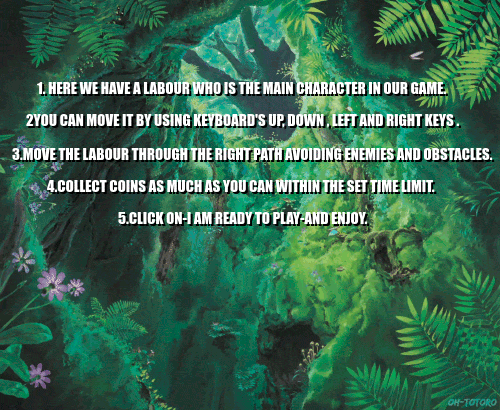 1. HERE WE HAVE A LABOUR WHO IS THE MAIN CHARACTER IN OUR GAME.
2YOU CAN MOVE IT BY USING KEYBOARD'S UP, DOWN , LEFT AND RIGHT KEYS .
3.MOVE THE LABOUR THROUGH THE RIGHT PATH AVOIDING ENEMIES AND OBSTACLES.
4.COLLECT COINS AS MUCH AS YOU CAN WITHIN THE SET TIME LIMIT.
5.CLICK ON-I AM READY TO PLAY-AND ENJOY.
OH-TOTORO